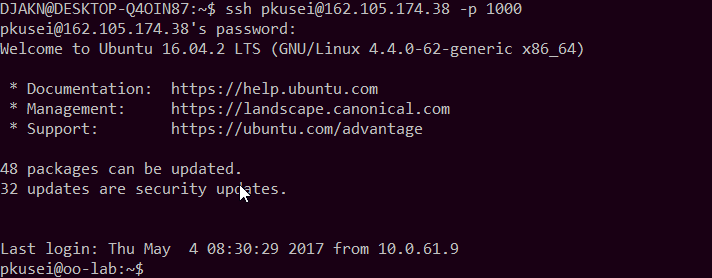 DJAKN@DESKTOP-Q4OIN87:~$ ssh pkusei@162.105.174.38 -p 1000
pkusei@162.105.174.38's password:
Welcome to Ubuntu 16.04.2 LTS (GNU/Linux 4.4.0-62-generic x86_64)
* Documentation:  https://help.ubuntu.com
* Management:     https://landscape.canonical.com
* Support:        https://ubuntu.com/advantage
48 packages can be updated.
32 updates are security updates.
Last login: Thu May  4 08:30:29 2017 from 10.0.61.9
pkusei@oo-lab:~$